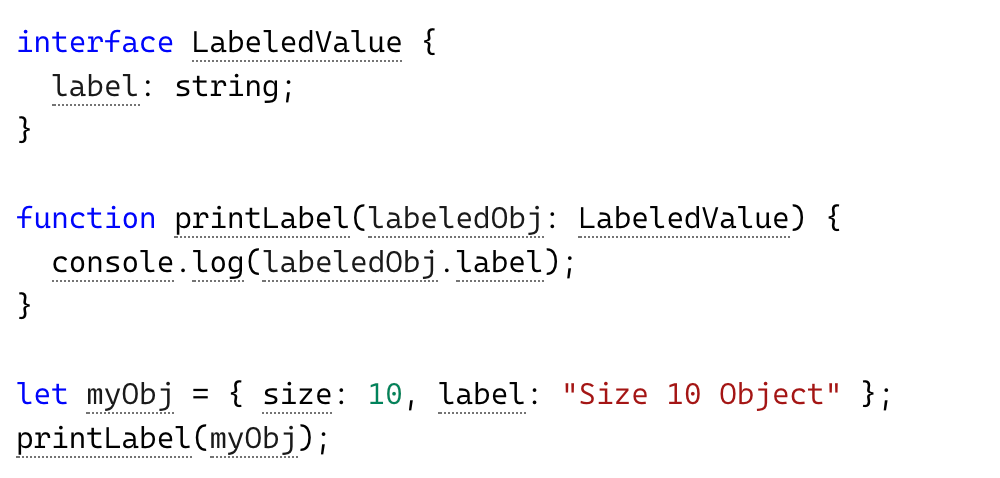 interface LabeledValue {
  label: string;
}

function printLabel(labeledObj: LabeledValue) {
  console.log(labeledObj.label);
}

let myObj = { size: 10, label: "Size 10 Object" };
printLabel(myObj);